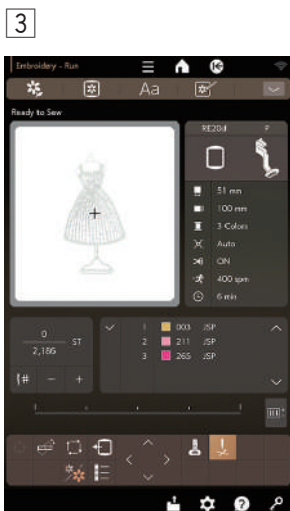 3
Embroidery - Run
Aa
Ready to Sew
RE20d P
51 mm
100 mm
3 Colors
Auto
ON
400 spm
6 min
0
2,186
ST
# - +
1 003 JSP
2 211 JSP
3 265 JSP
?